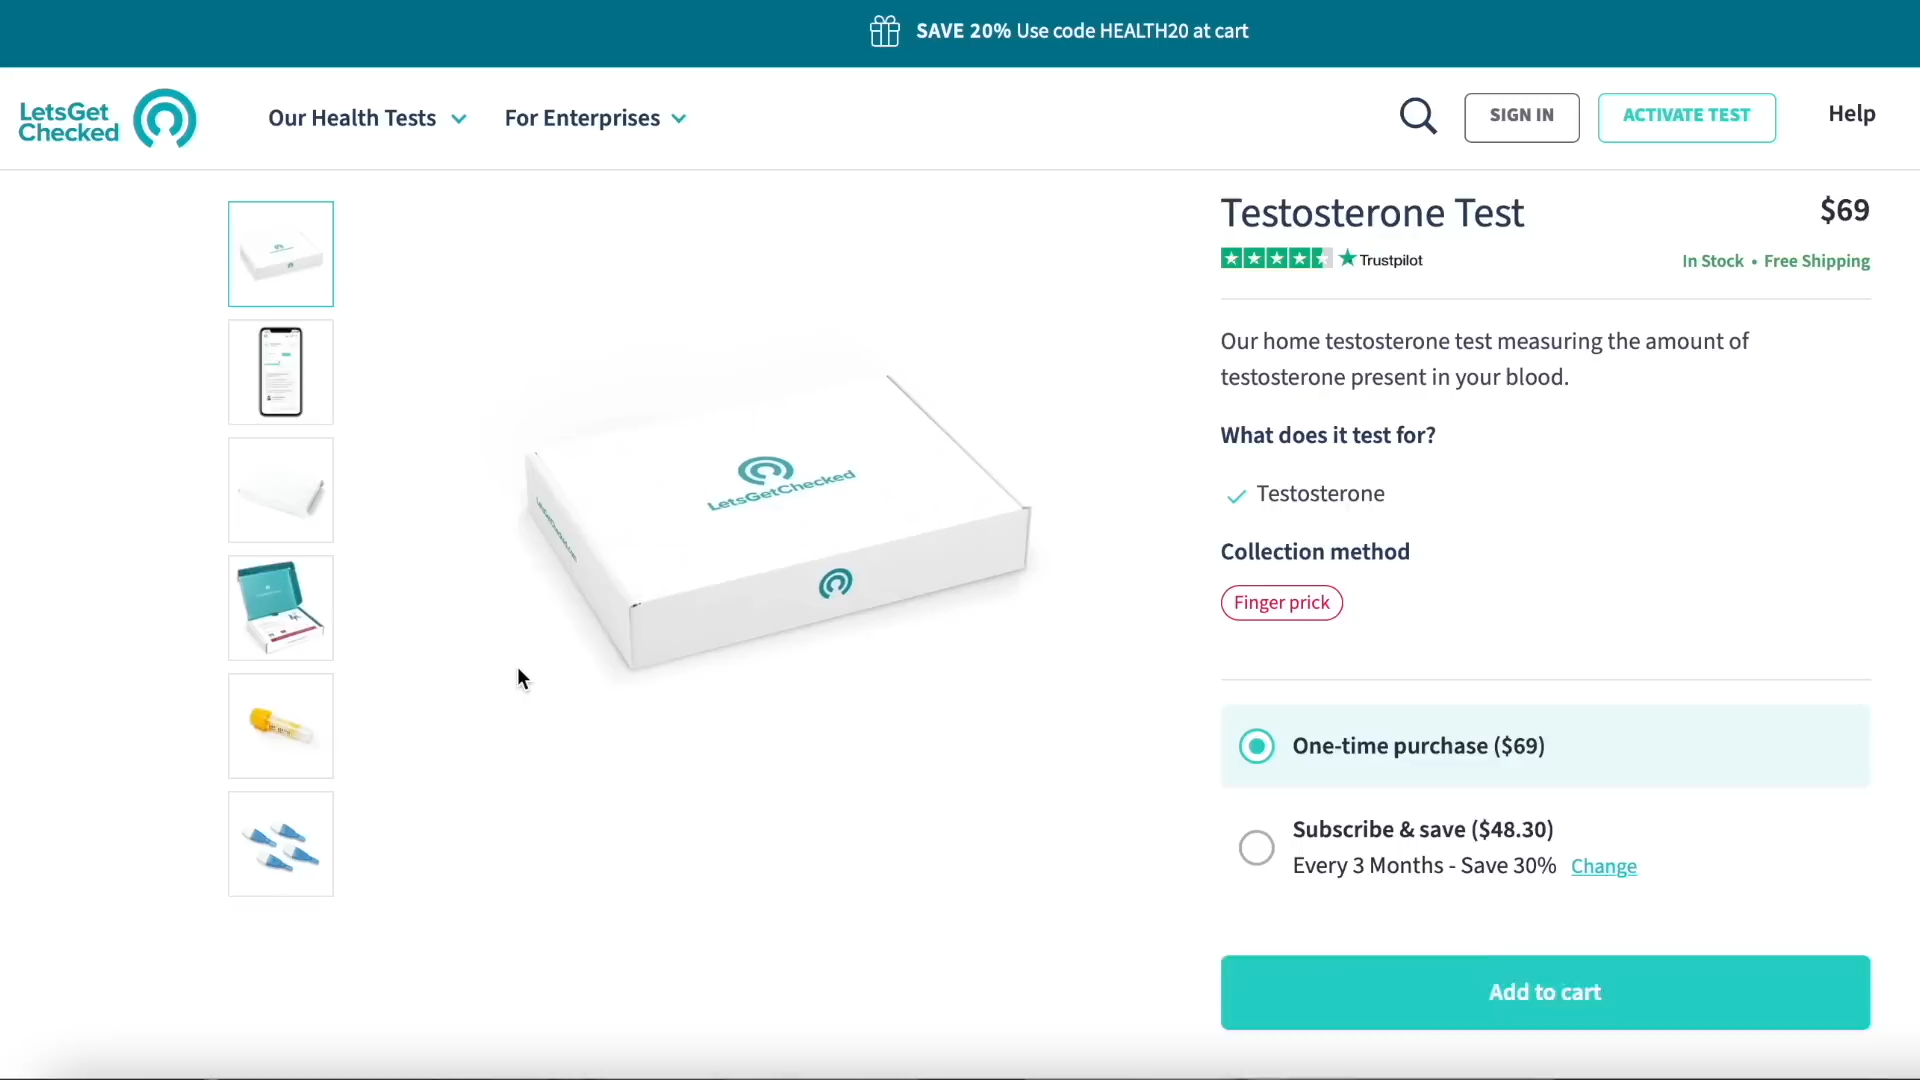 SAVE 20% Use code HEALTH20 at cart
LetsGet
Checked
Our Health Tests
For Enterprises
SIGN IN
ACTIVATE TEST
Help
Testosterone Test
$69
Trustpilot
In Stock • Free Shipping
Our home testosterone test measuring the amount of
testosterone present in your blood.
What does it test for?
Testosterone
Collection method
Finger prick
LetsGetChecked
One-time purchase ($69)
Subscribe & save ($48.30)
Every 3 Months - Save 30% Change
Add to cart